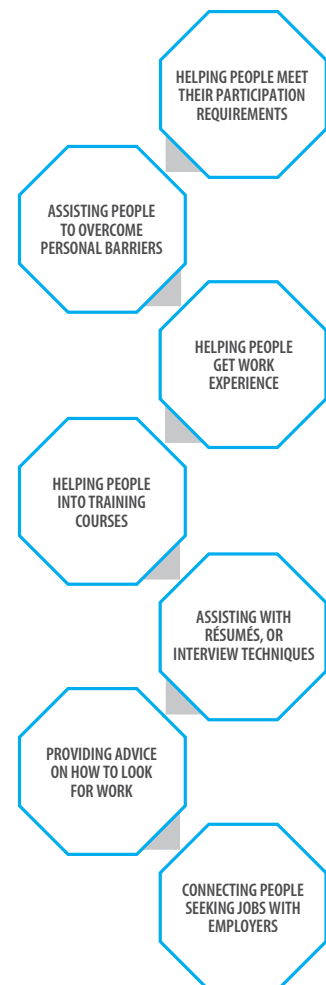 HELPING PEOPLE MEET
THEIR PARTICIPATION
REQUIREMENTS
ASSISTING PEOPLE
TO OVERCOME
PERSONAL BARRIERS
HELPING PEOPLE
GET WORK
EXPERIENCE
HELPING PEOPLE
INTO TRAINING
COURSES
ASSISTING WITH
RÉSUMÉS, OR
INTERVIEW TECHNIQUES
PROVIDING ADVICE
ON HOW TO LOOK
FOR WORK
CONNECTING PEOPLE
SEEKING JOBS WITH
EMPLOYERS